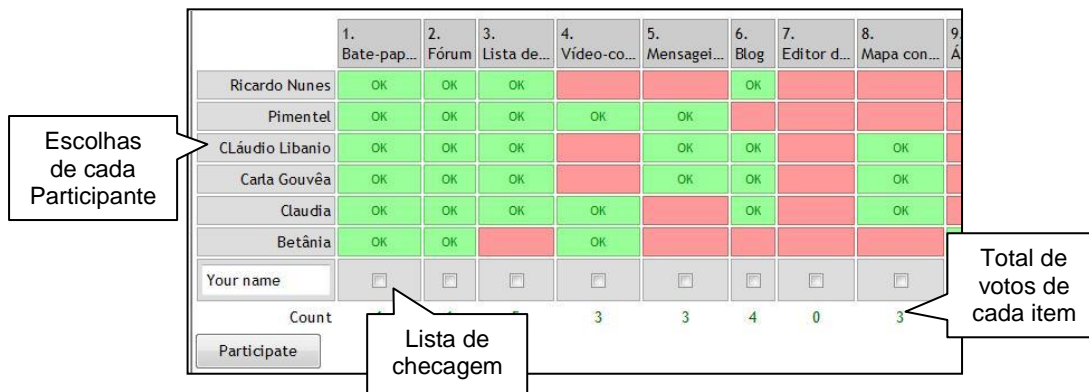 1. 2. 3. 4. 5. 6. 7. 8. 9.
Bate-pap... Fórum Lista de... Vídeo-co... Mensagei... Blog Editor d... Mapa con...
Ricardo Nunes OK OK OK OK
Pimentel OK OK OK OK OK
CLáudio Libanio OK OK OK OK OK OK
Carla Gouvêa OK OK OK OK OK OK
Claudia OK OK OK OK OK OK
Betânia OK OK OK
Your name
Count 3 3 4 0 3
Participate
Escolhas
de cada
Participante
Lista de
checagem
Total de
votos de
cada item